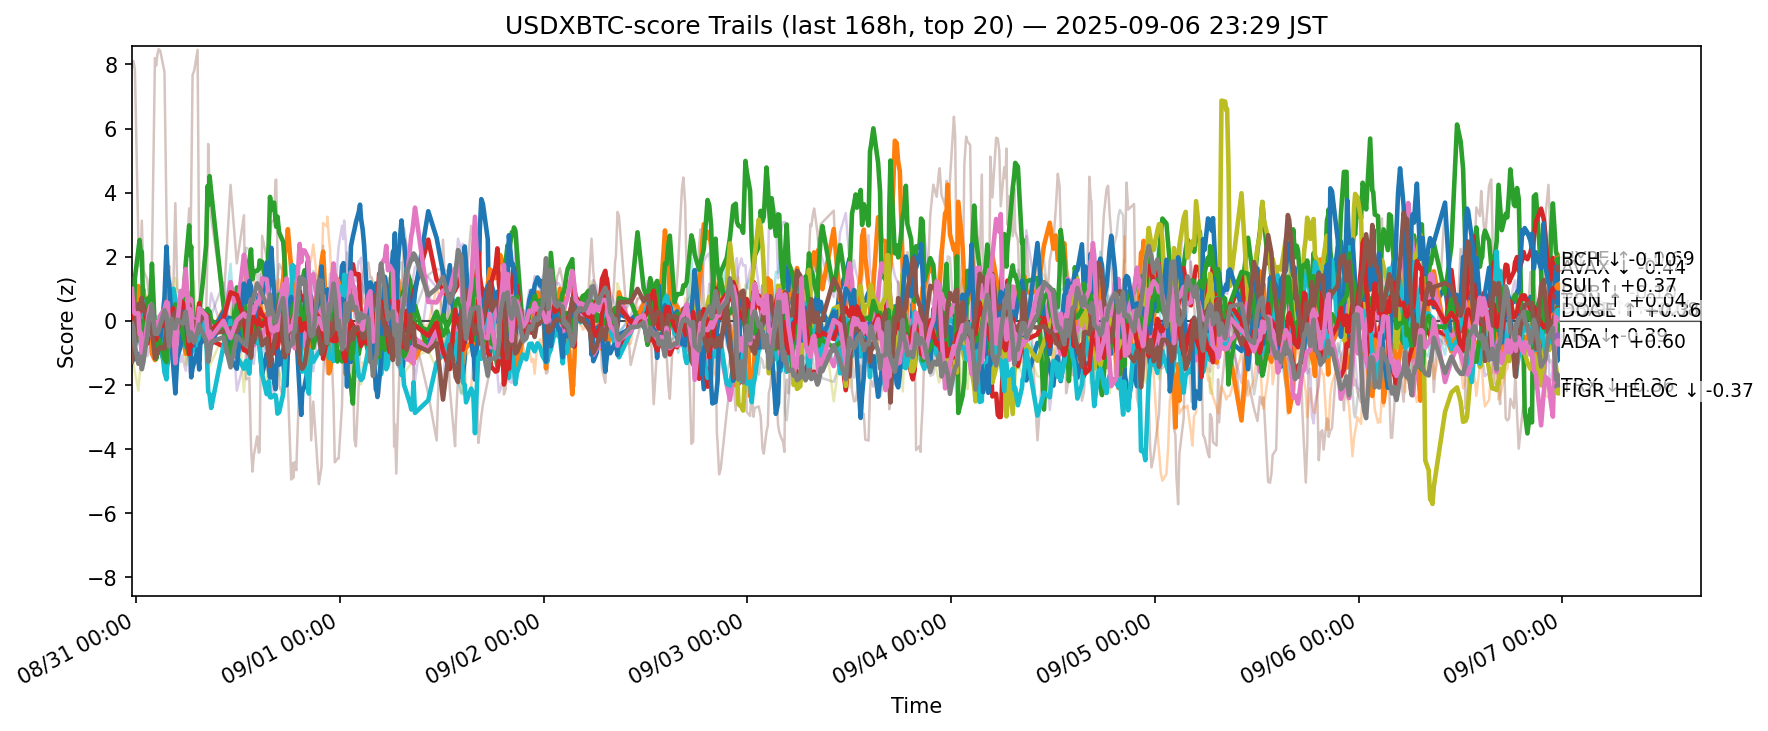 USDXBTC-score Trails (last 168h, top 20) — 2025-09-06 23:29 JST
Score (z)
8
6
4
2
0
−2
−4
−6
−8
BCH ↓
AVAX ↓ -0.44
SUI ↑ +0.37
TON ↑ +0.04
DOGE ↑ +0.36
LTC ↓ -0.39
ADA ↑ +0.60
FIGR_HELOC ↓ -0.37
08/31 00:00
09/01 00:00
09/02 00:00
09/03 00:00
09/04 00:00
09/05 00:00
09/06 00:00
09/07 00:00
Time